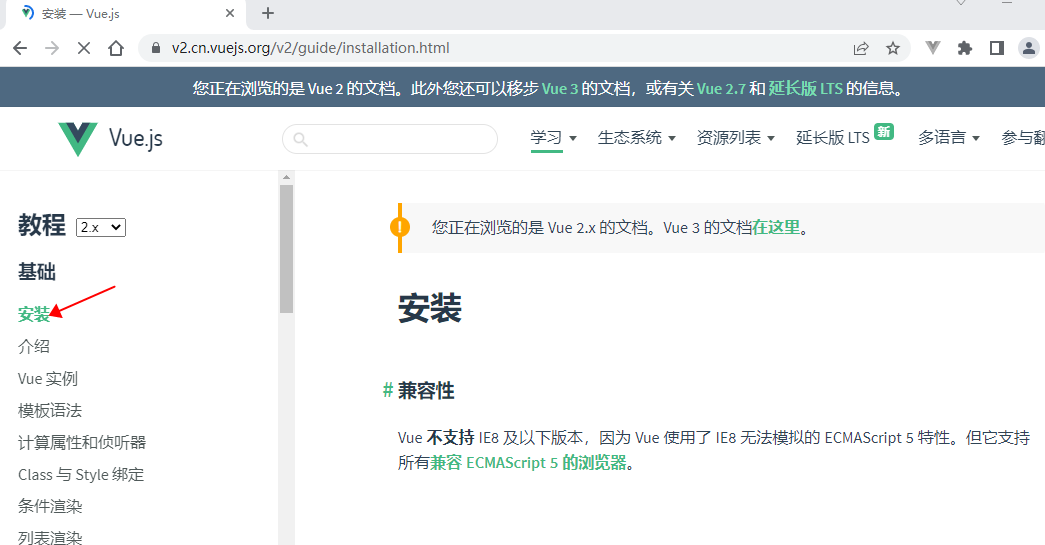 安装 — Vue.js
v2.cn.vuejs.org/v2/guide/installation.html
您正在浏览的是 Vue 2 的文档。此外您还可以移步 Vue 3 的文档，或有关 Vue 2.7 和 延长版 LTS 的信息。
Vue.js
学习 生态系统 资源列表 延长版 LTS 新 多语言 参与翻
教程 2.x
基础
安装
介绍
Vue 实例
模板语法
计算属性和侦听器
Class 与 Style 绑定
条件渲染
列表渲染
您正在浏览的是 Vue 2.x 的文档。Vue 3 的文档在这里。
安装
# 兼容性
Vue 不支持 IE8 及以下版本，因为 Vue 使用了 IE8 无法模拟的 ECMAScript 5 特性。但它支持
所有兼容 ECMAScript 5 的浏览器。